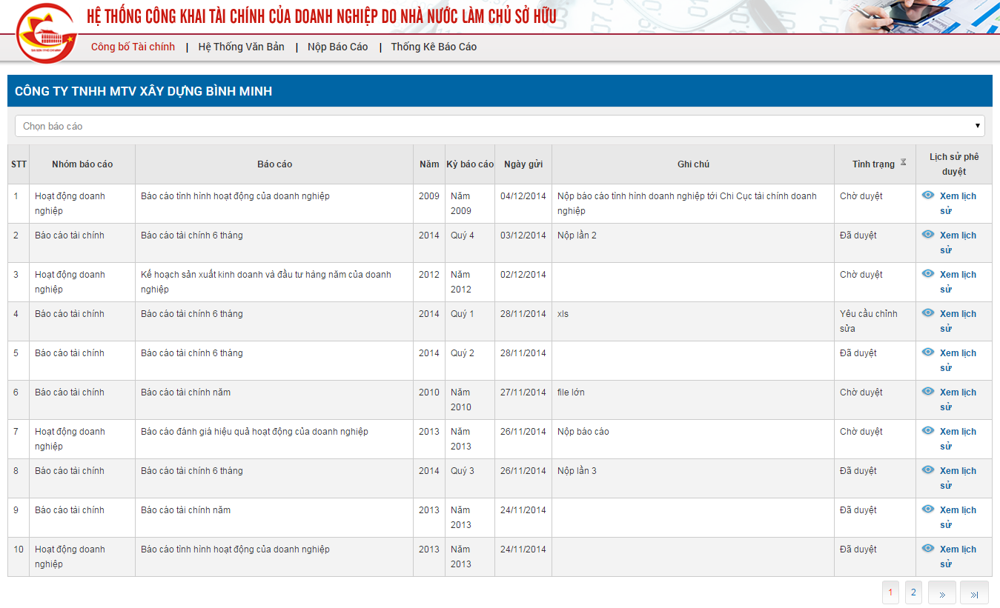 HỆ THỐNG CÔNG KHAI TÀI CHÍNH CỦA DOANH NGHIỆP DO NHÀ NƯỚC LÀM CHỦ SỞ HỮU
Công bố Tài chính | Hệ Thống Văn Bản | Nộp Báo Cáo | Thống Kê Báo Cáo
CÔNG TY TNHH MTV XÂY DỰNG BÌNH MINH
Chọn báo cáo
STT Nhóm báo cáo Báo cáo Năm Kỳ báo cáo Ngày gửi Ghi chú Tình trạng Lịch sử phê
duyệt
1 Hoạt động doanh Báo cáo tình hình hoạt động của doanh nghiệp 2009 Năm 04/12/2014 Nộp báo cáo tình hình doanh nghiệp tới Chi Cục tài chính doanh Chờ duyệt Xem lịch
nghiệp 2009 nghiệp sử
2 Báo cáo tài chính Báo cáo tài chính 6 tháng 2014 Quý 4 03/12/2014 Nộp lần 2 Đã duyệt Xem lịch
sử
3 Hoạt động doanh Kế hoạch sản xuất kinh doanh và đầu tư hàng năm của doanh 2012 Năm 02/12/2014 Chờ duyệt Xem lịch
nghiệp nghiệp 2012 sử
4 Báo cáo tài chính Báo cáo tài chính 6 tháng 2014 Quý 1 28/11/2014 xls Yêu cầu chỉnh Xem lịch
sửa sử
5 Báo cáo tài chính Báo cáo tài chính 6 tháng 2014 Quý 2 28/11/2014 Đã duyệt Xem lịch
sử
6 Báo cáo tài chính Báo cáo tài chính năm 2010 Năm 27/11/2014 file lớn Chờ duyệt Xem lịch
2010 sử
7 Hoạt động doanh Báo cáo đánh giá hiệu quả hoạt động của doanh nghiệp 2013 Năm 26/11/2014 Nộp báo cáo Chờ duyệt Xem lịch
nghiệp 2013 sử
8 Báo cáo tài chính Báo cáo tài chính 6 tháng 2014 Quý 3 26/11/2014 Nộp lần 3 Đã duyệt Xem lịch
sử
9 Báo cáo tài chính Báo cáo tài chính năm 2013 Năm 24/11/2014 Đã duyệt Xem lịch
2013 sử
10 Hoạt động doanh Báo cáo tình hình hoạt động của doanh nghiệp 2013 Năm 24/11/2014 Đã duyệt Xem lịch
nghiệp 2013 sử
1 2 » »|